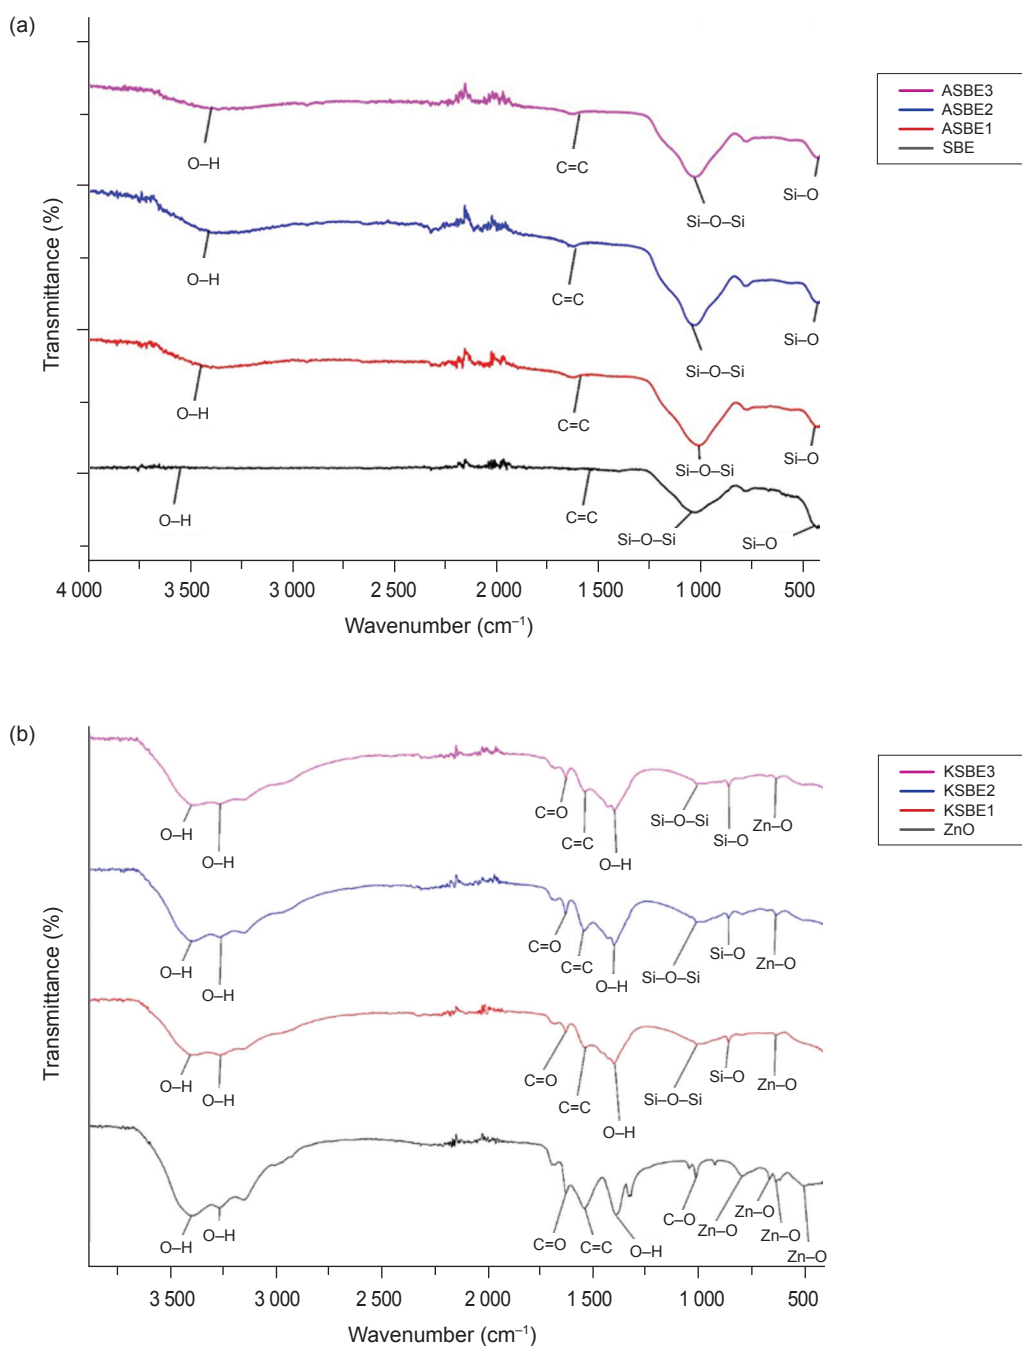 (a)
ASBE3
ASBE2
ASBE1
SBE
O–H
C=C
Si–O–Si
Si–O
O–H
C=C
Si–O–Si
Si–O
O–H
C=C
Si–O–Si
Si–O
O–H
C=C
Si–O–Si
Si–O
Transmittance (%)
4 000 3 500 3 000 2 500 2 000 1 500 1 000 500
Wavenumber (cm⁻¹)
(b)
KSBE3
KSBE2
KSBE1
ZnO
O–H
O–H
C=O
C=C
O–H
Si–O–Si
Si–O
Zn–O
O–H
O–H
C=O
C=C
O–H
Si–O–Si
Si–O
Zn–O
O–H
O–H
C=O
C=C
O–H
Si–O–Si
Si–O
Zn–O
O–H
O–H
C=O
C=C
O–H
C–O
Zn–O
Zn–O
Zn–O
Zn–O
Transmittance (%)
3 500 3 000 2 000 1 500 1 000 500
Wavenumber (cm⁻¹)